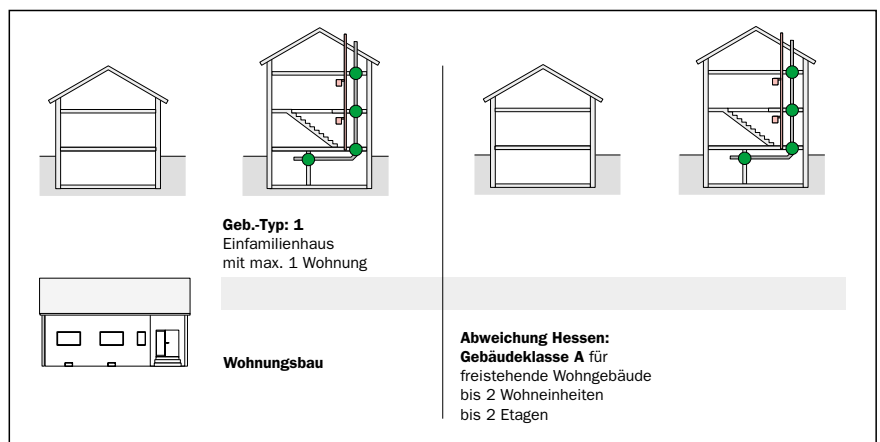 Geb.-Typ: 1
Einfamilienhaus
mit max. 1 Wohnung
Wohnungsbau
Abweichung Hessen:
Gebäudeklasse A für
freistehende Wohngebäude
bis 2 Wohneinheiten
bis 2 Etagen